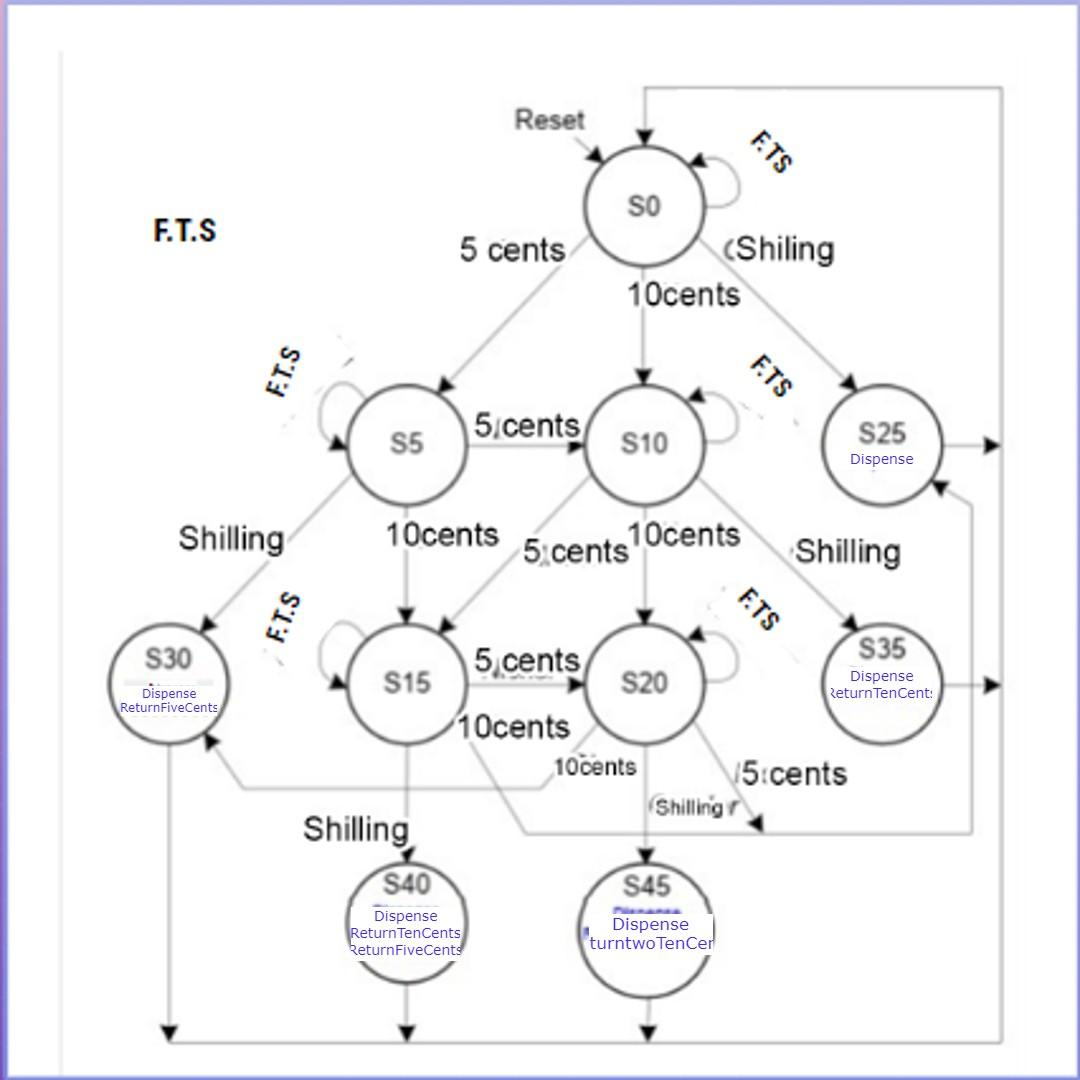 Reset
F.TS
S0
F.T.S
5 cents
(Shiling
10cents
F.T.S
F.TS
S5
5 cents
S10
S25
Dispense
Shilling
10cents
5 cents
10cents
Shilling
F.T.S
F.TS
S30
Dispense
ReturnFiveCents
S15
5 cents
S20
S35
Dispense
ReturnTenCents
10cents
10cents
5 cents
(Shilling
Shilling
S40
Dispense
ReturnTenCents
ReturnFiveCents
S45
Dispense
turntwoTenCer